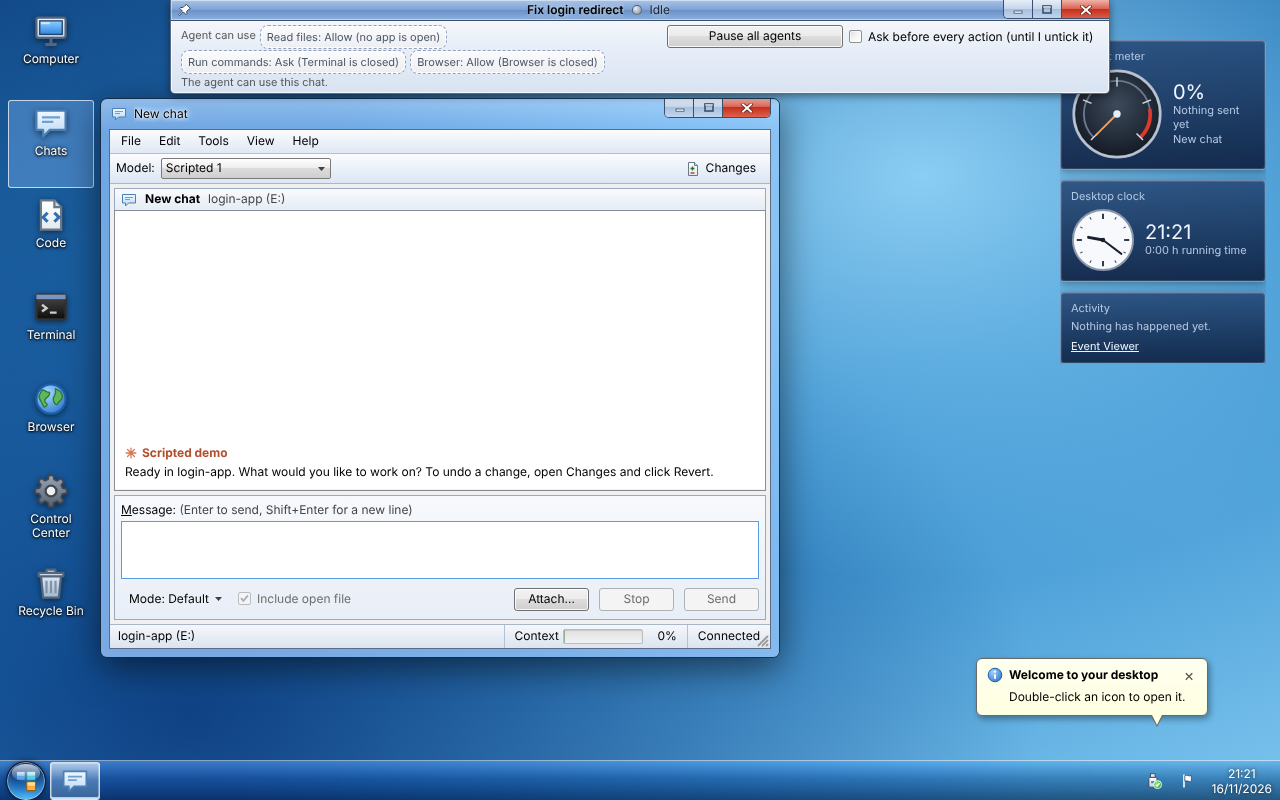 Computer
Chats
Code
Terminal
Browser
Control
Center
Recycle Bin
Fix login redirect Idle
Agent can use Read files: Allow (no app is open)
Run commands: Ask (Terminal is closed) Browser: Allow (Browser is closed)
The agent can use this chat.
Pause all agents Ask before every action (until I untick it)
New chat
File Edit Tools View Help
Model: Scripted 1 Changes
New chat login-app (E:)
Scripted demo
Ready in login-app. What would you like to work on? To undo a change, open Changes and click Revert.
Message: (Enter to send, Shift+Enter for a new line)
Mode: Default Include open file Attach... Stop Send
login-app (E:) Context 0% Connected
meter
0%
Nothing sent
yet
New chat
Desktop clock
21:21
0:00 h running time
Activity
Nothing has happened yet.
Event Viewer
Welcome to your desktop
Double-click an icon to open it.
21:21
16/11/2026